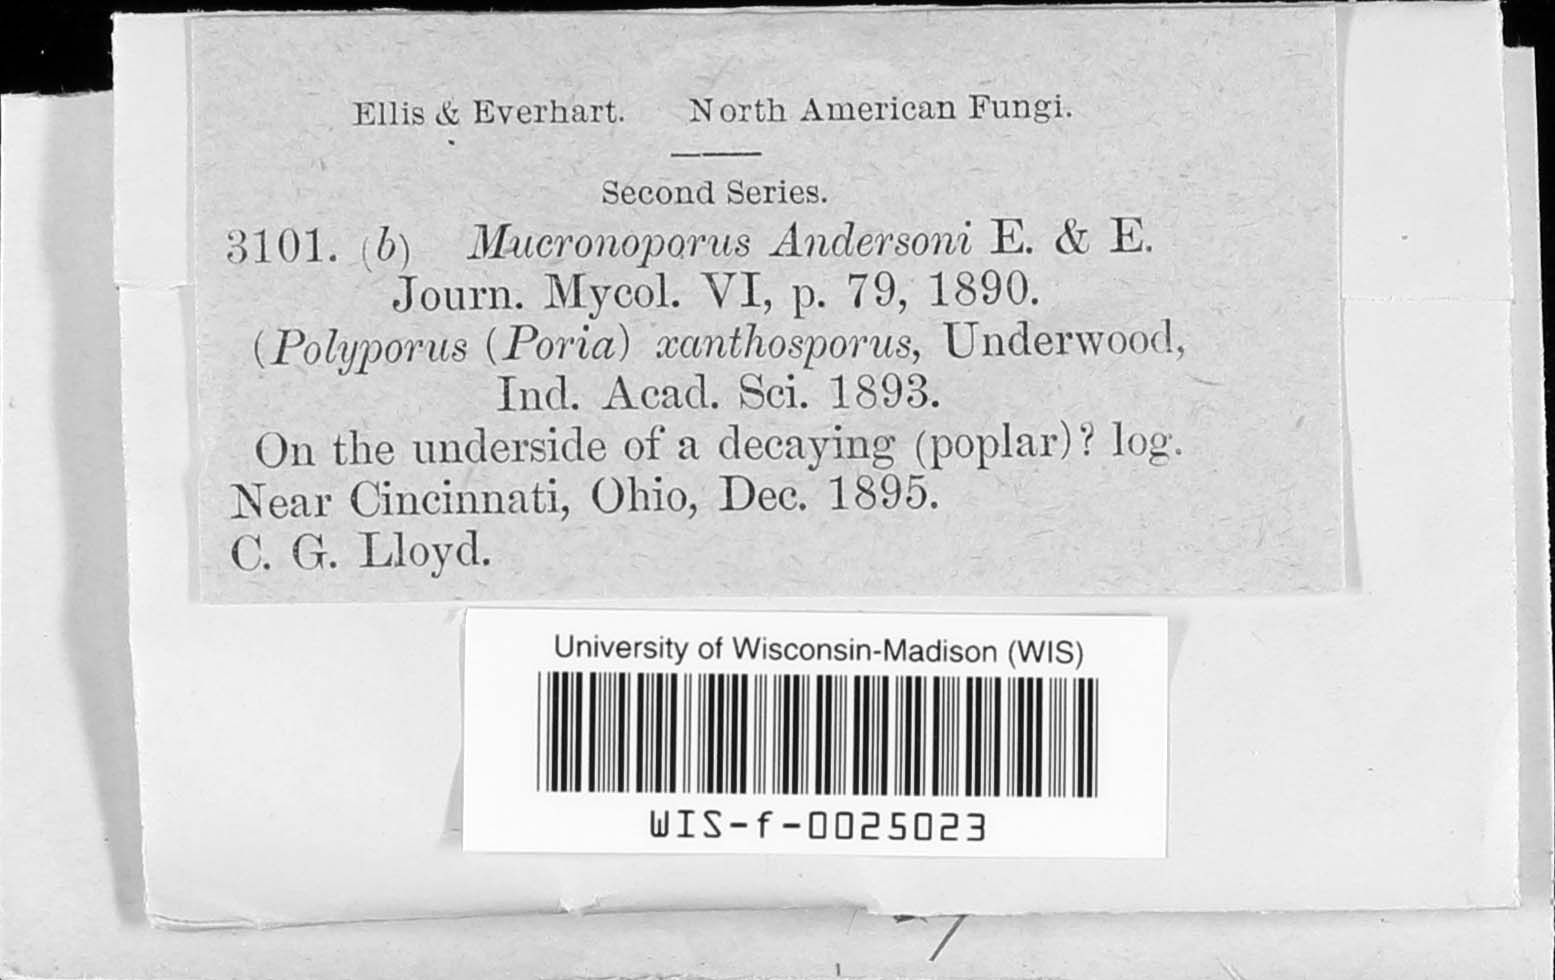 Ellis & Everhart. North American Fungi.
Second Series.
3101. (b) Mucronoporus Andersoni E. & E.
Journ. Mycol. VI, p. 79, 1890.
(Polyporus (Poria) xanthosporus, Underwood,
Ind. Acad. Sci. 1893.
On the underside of a decaying (poplar)? log.
Near Cincinnati, Ohio, Dec. 1895.
C. G. Lloyd.
University of Wisconsin-Madison (WIS)
WIS-f-0025023